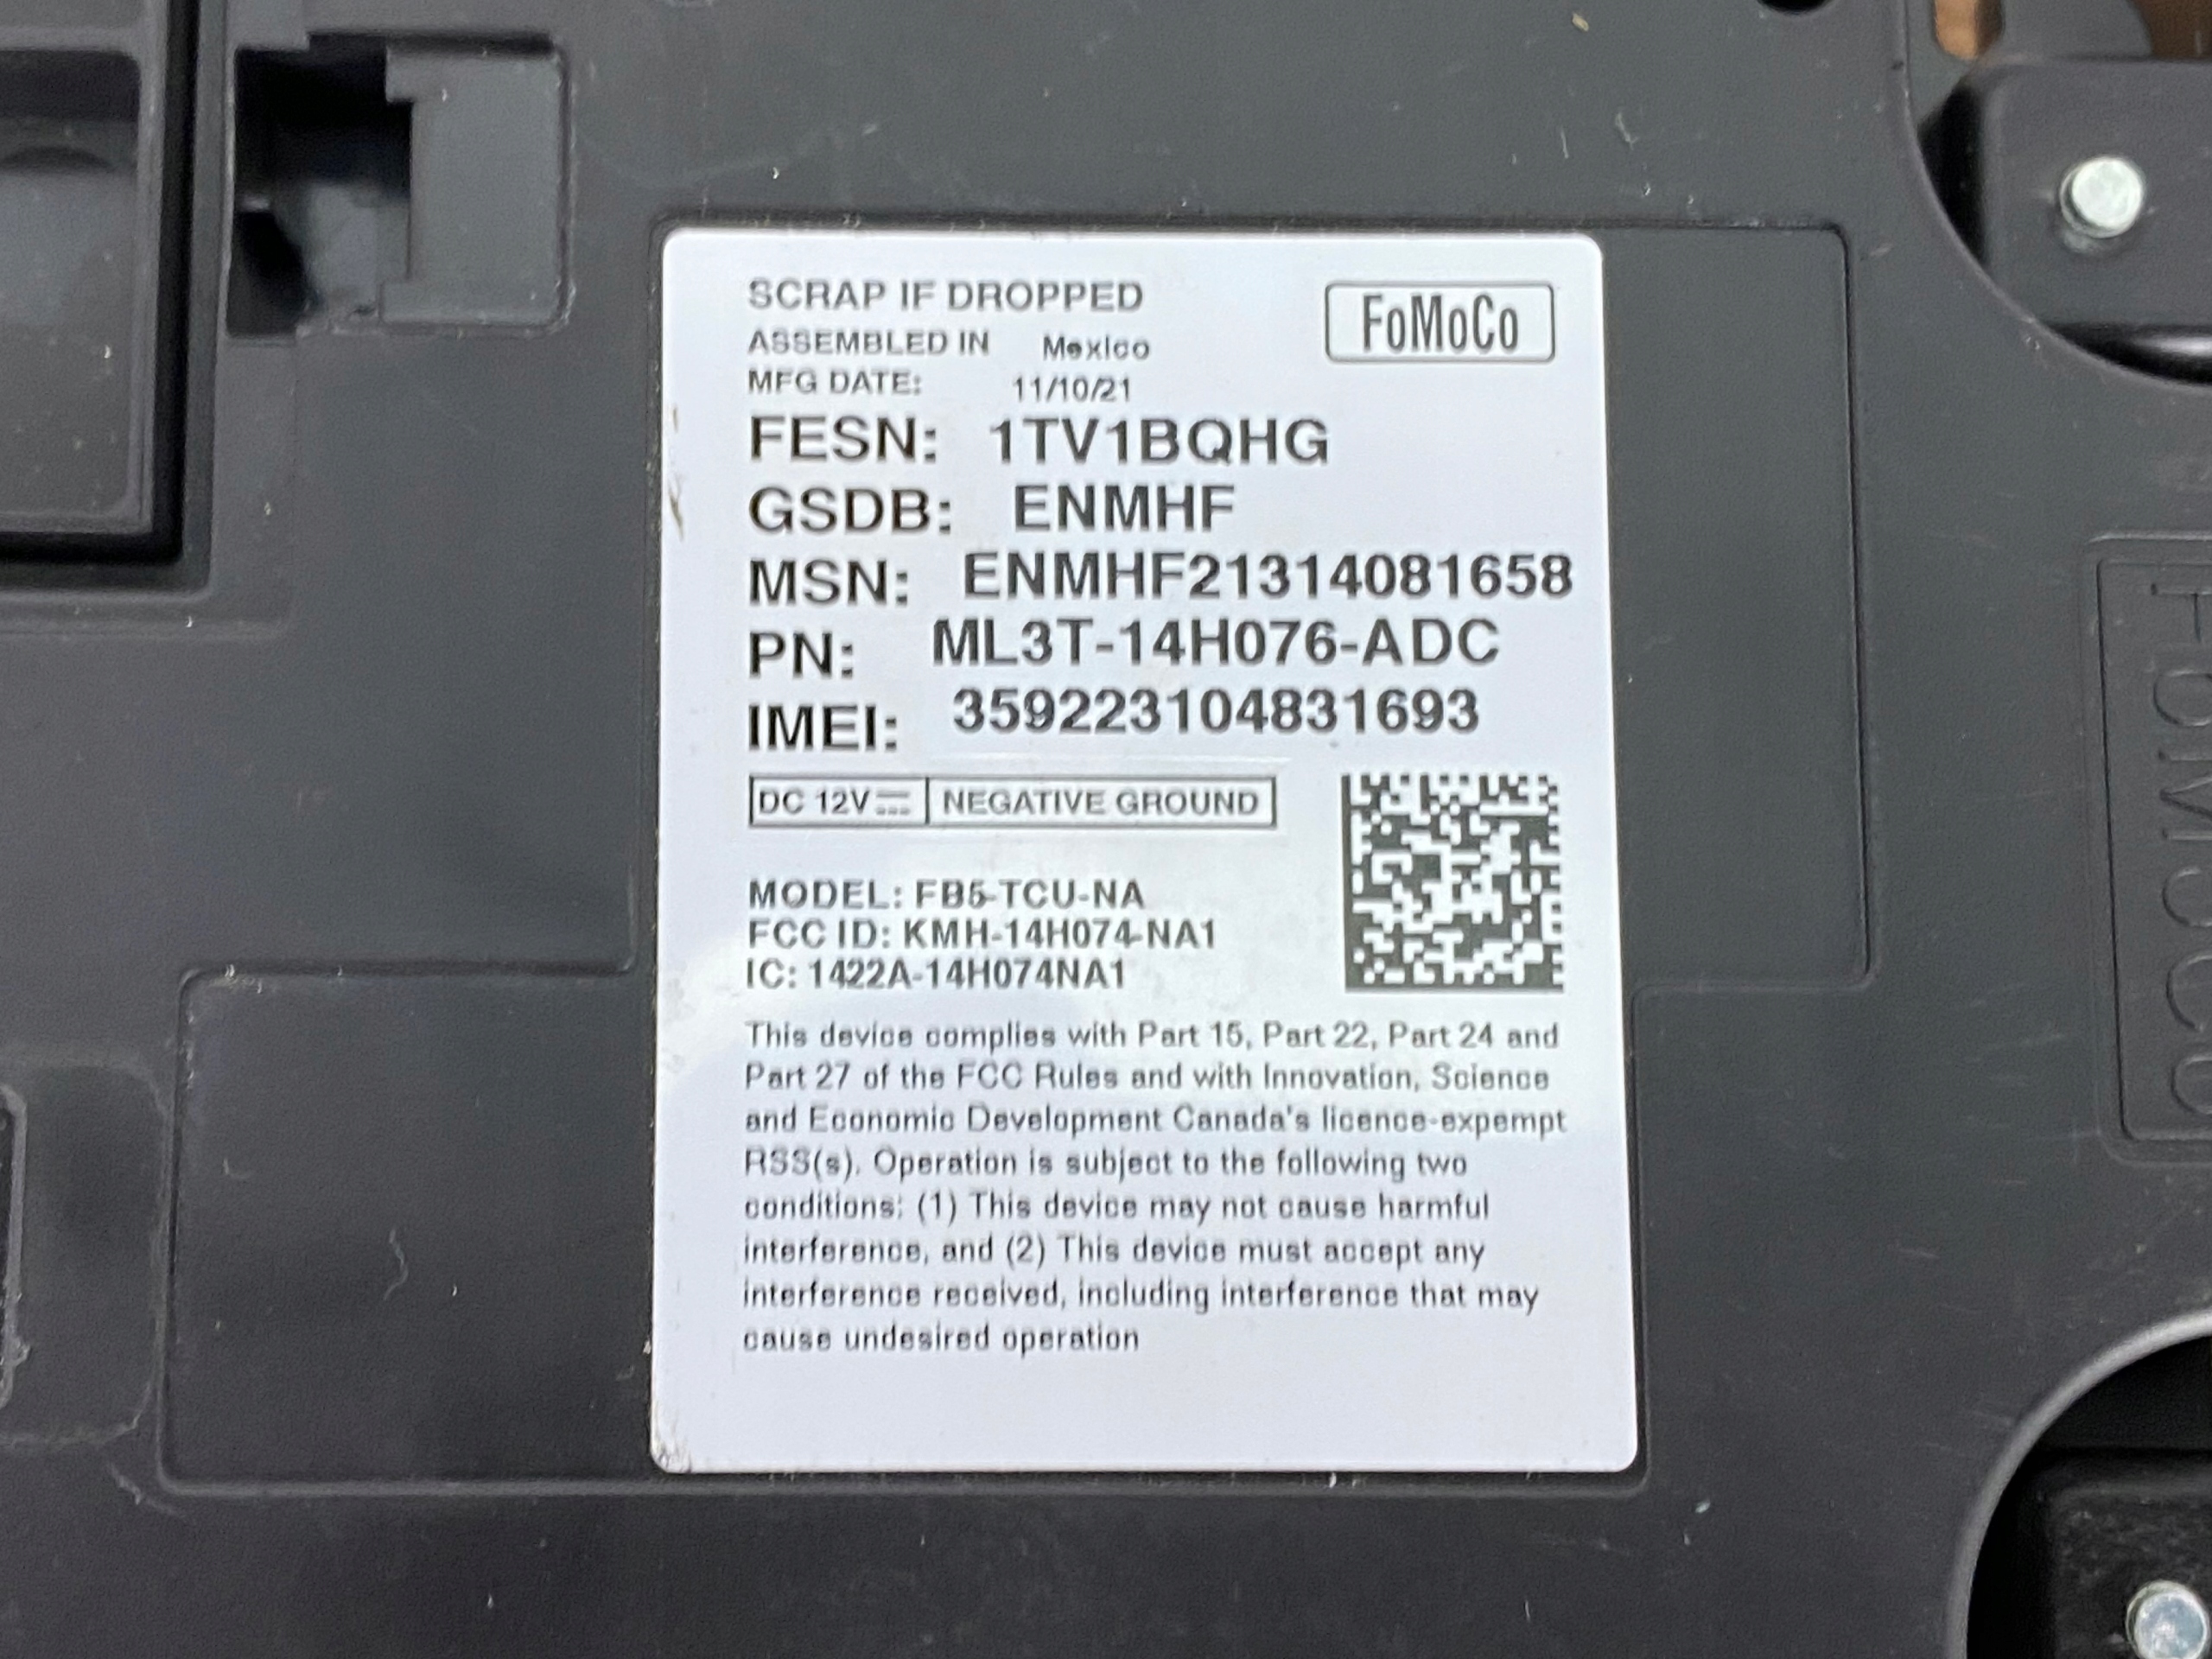 SCRAP IF DROPPED
FoMoCo
ASSEMBLED IN Mexico
MFG DATE: 11/10/21
FESN: 1TV1BQHG
GSDB: ENMHF
MSN: ENMHF21314081658
PN: ML3T-14H076-ADC
IMEI: 359223104831693
DC 12V NEGATIVE GROUND
MODEL: FB5-TCU-NA
FCC ID: KMH-14H074-NA1
IC: 1422A-14H074NA1
This device complies with Part 15, Part 22, Part 24 and
Part 27 of the FCC Rules and with Innovation, Science
and Economic Development Canada's licence-expempt
RSS(s). Operation is subject to the following two
conditions: (1) This device may not cause harmful
interference, and (2) This device must accept any
interference received, including interference that may
cause undesired operation
FoMoCo